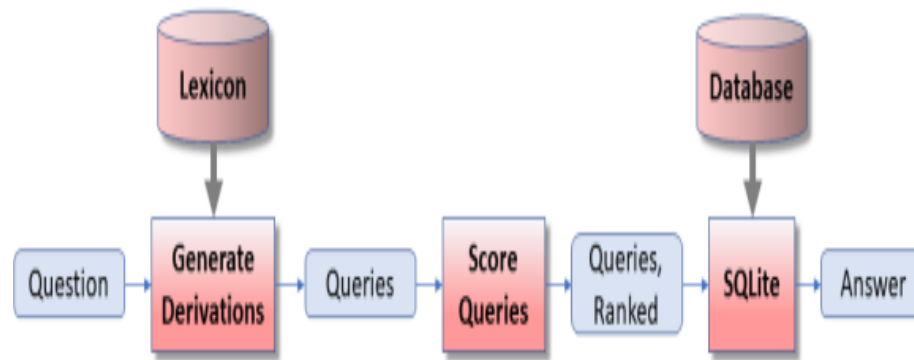 Lexicon
Database
Question
Generate
Derivations
Queries
Score
Queries
Queries,
Ranked
SQLite
Answer